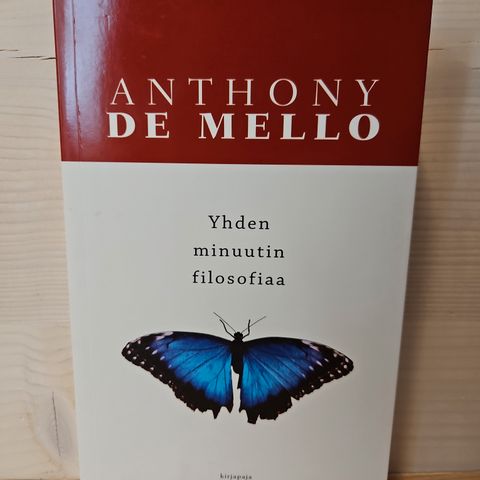 ANTHONY
DE MELLO
Yhden
minuutin
filosofiaa
kirjapaja